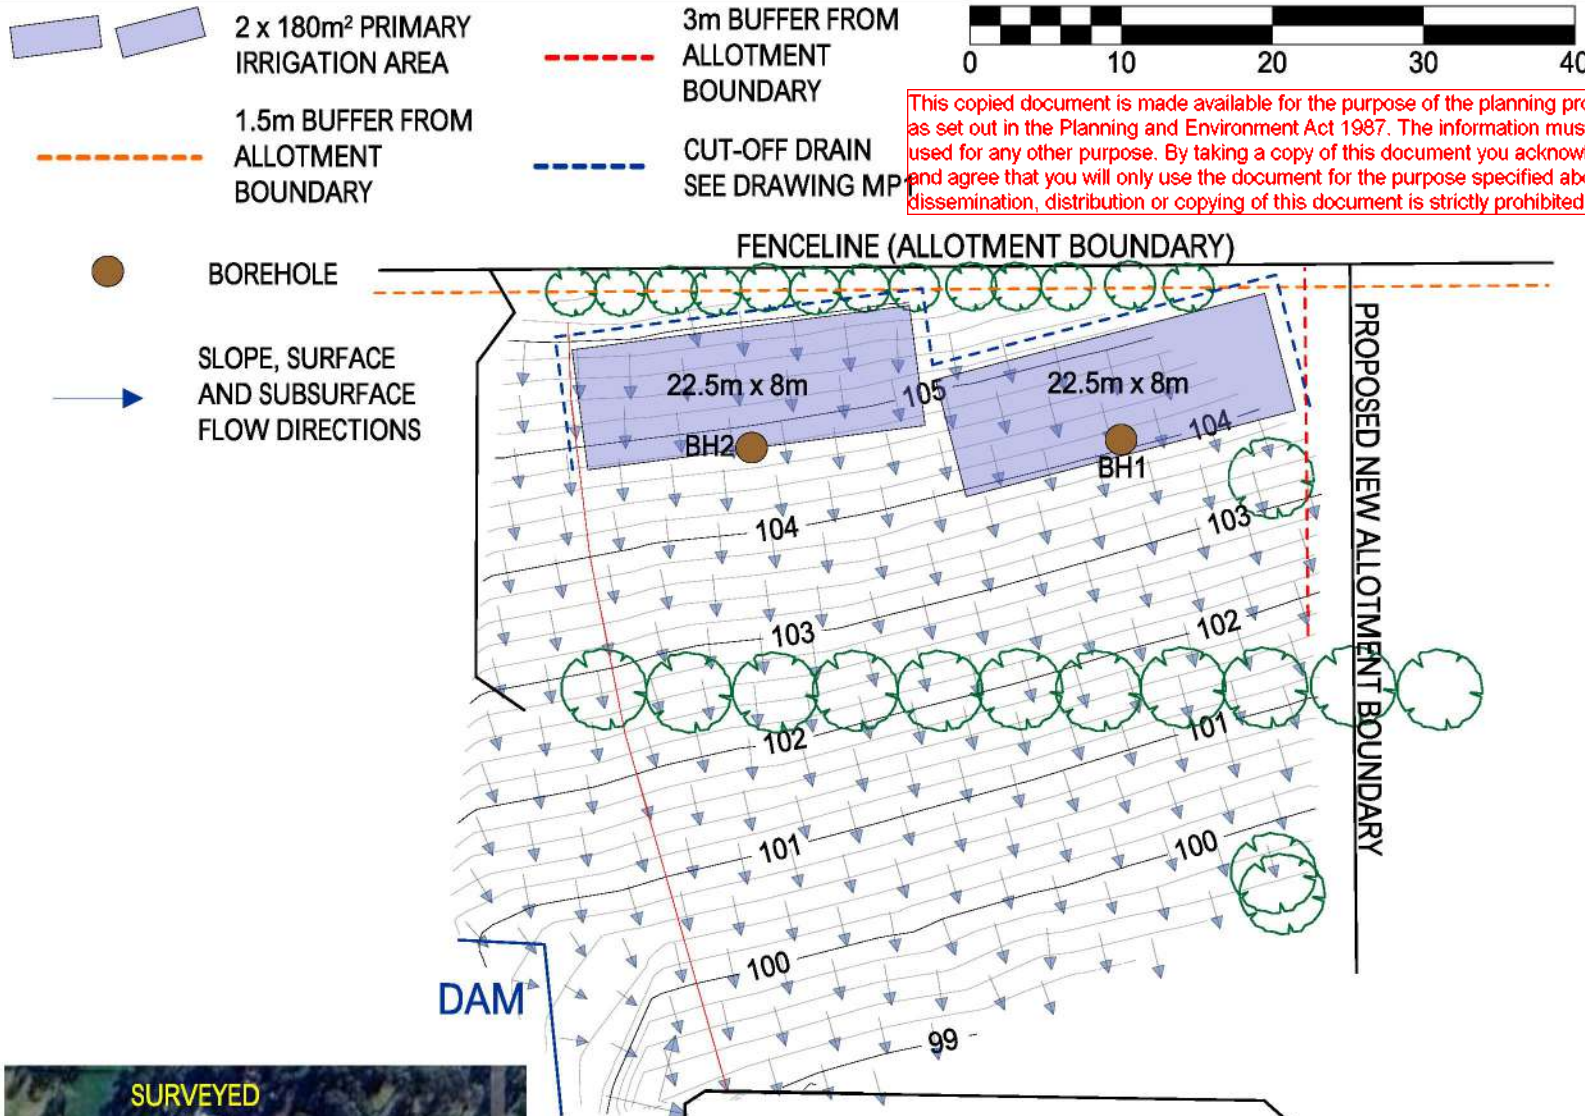 2 x 180m² PRIMARY
IRRIGATION AREA
3m BUFFER FROM
ALLOTMENT
BOUNDARY
0 10 20 30 40
1.5m BUFFER FROM
ALLOTMENT
BOUNDARY
CUT-OFF DRAIN
SEE DRAWING MP1
This copied document is made available for the purpose of the planning pro
as set out in the Planning and Environment Act 1987. The information mus
used for any other purpose. By taking a copy of this document you acknow
and agree that you will only use the document for the purpose specified abo
dissemination, distribution or copying of this document is strictly prohibited
BOREHOLE
SLOPE, SURFACE
AND SUBSURFACE
FLOW DIRECTIONS
FENCELINE (ALLOTMENT BOUNDARY)
22.5m x 8m
22.5m x 8m
105
104
BH2
BH1
PROPOSED NEW ALLOTMENT BOUNDARY
104
103
103
102
102
101
101
100
100
99
DAM
SURVEYED